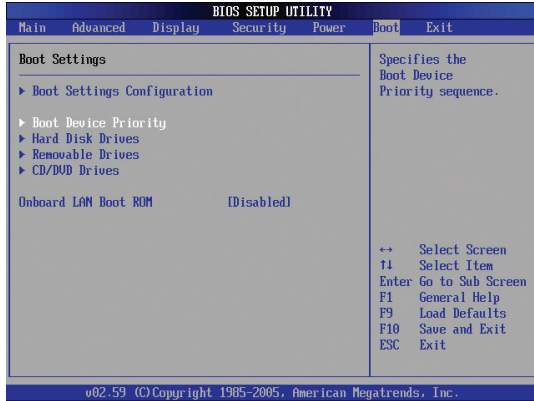 BIOS SETUP UTILITY
Main Advanced Display Security Power Boot Exit
Boot Settings
▶ Boot Settings Configuration
▶ Boot Device Priority
▶ Hard Disk Drives
▶ Removable Drives
▶ CD/DVD Drives
Onboard LAN Boot ROM [Disabled]
Specifies the
Boot Device
Priority sequence.
↔ Select Screen
↑↓ Select Item
Enter Go to Sub Screen
F1 General Help
F9 Load Defaults
F10 Save and Exit
ESC Exit
v02.59 (C)Copyright 1985-2005, American Megatrends, Inc.